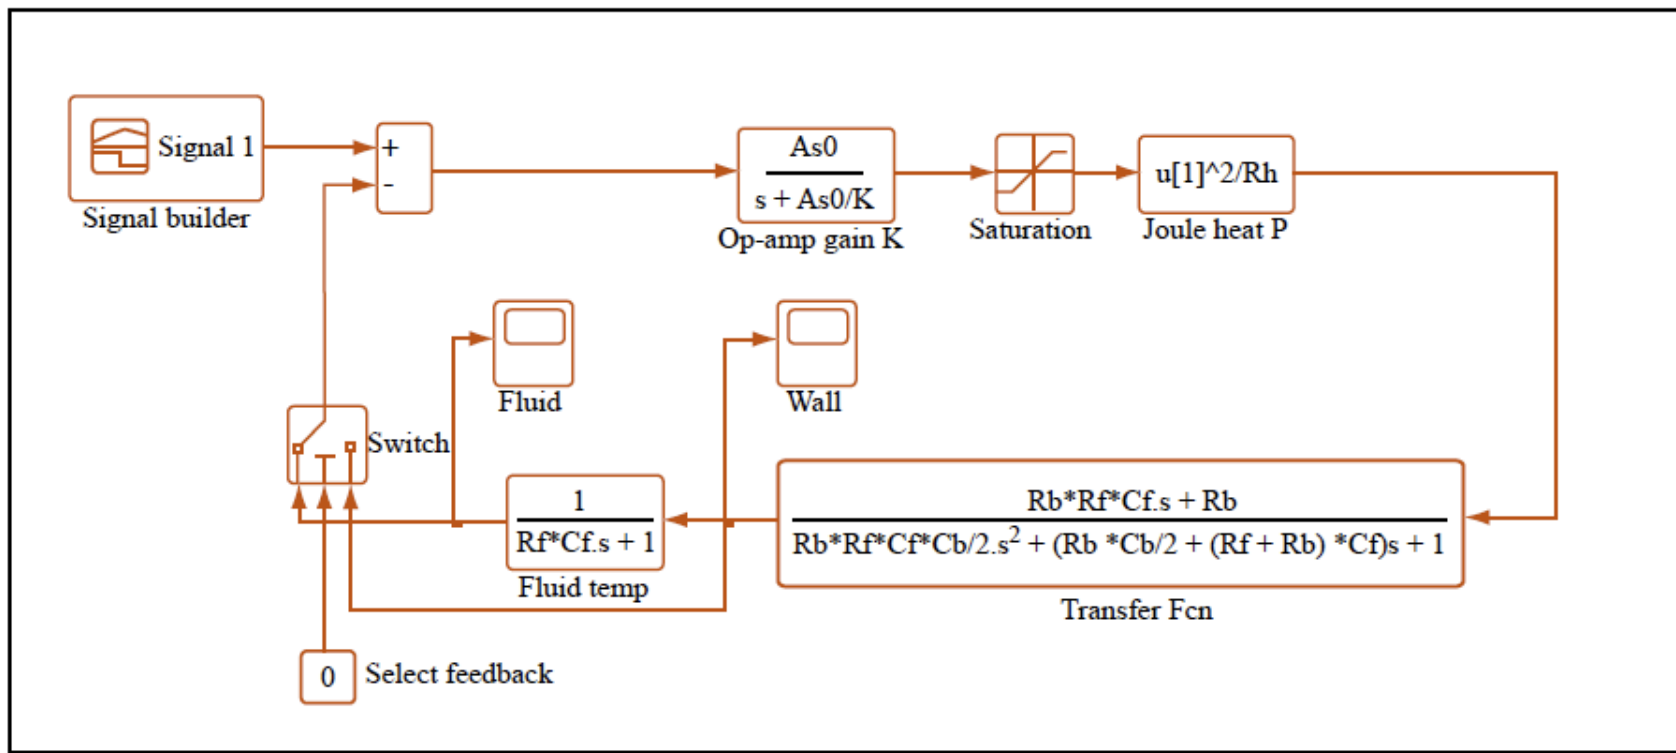 Signal 1
Signal builder
+
-
As0
s + As0/K
Op-amp gain K
Saturation
u[1]^2/Rh
Joule heat P
Fluid
Wall
Switch
1
Rf*Cf.s + 1
Fluid temp
Rb*Rf*Cf.s + Rb
Rb*Rf*Cf*Cb/2.s² + (Rb *Cb/2 + (Rf + Rb) *Cf)s + 1
Transfer Fcn
0
Select feedback